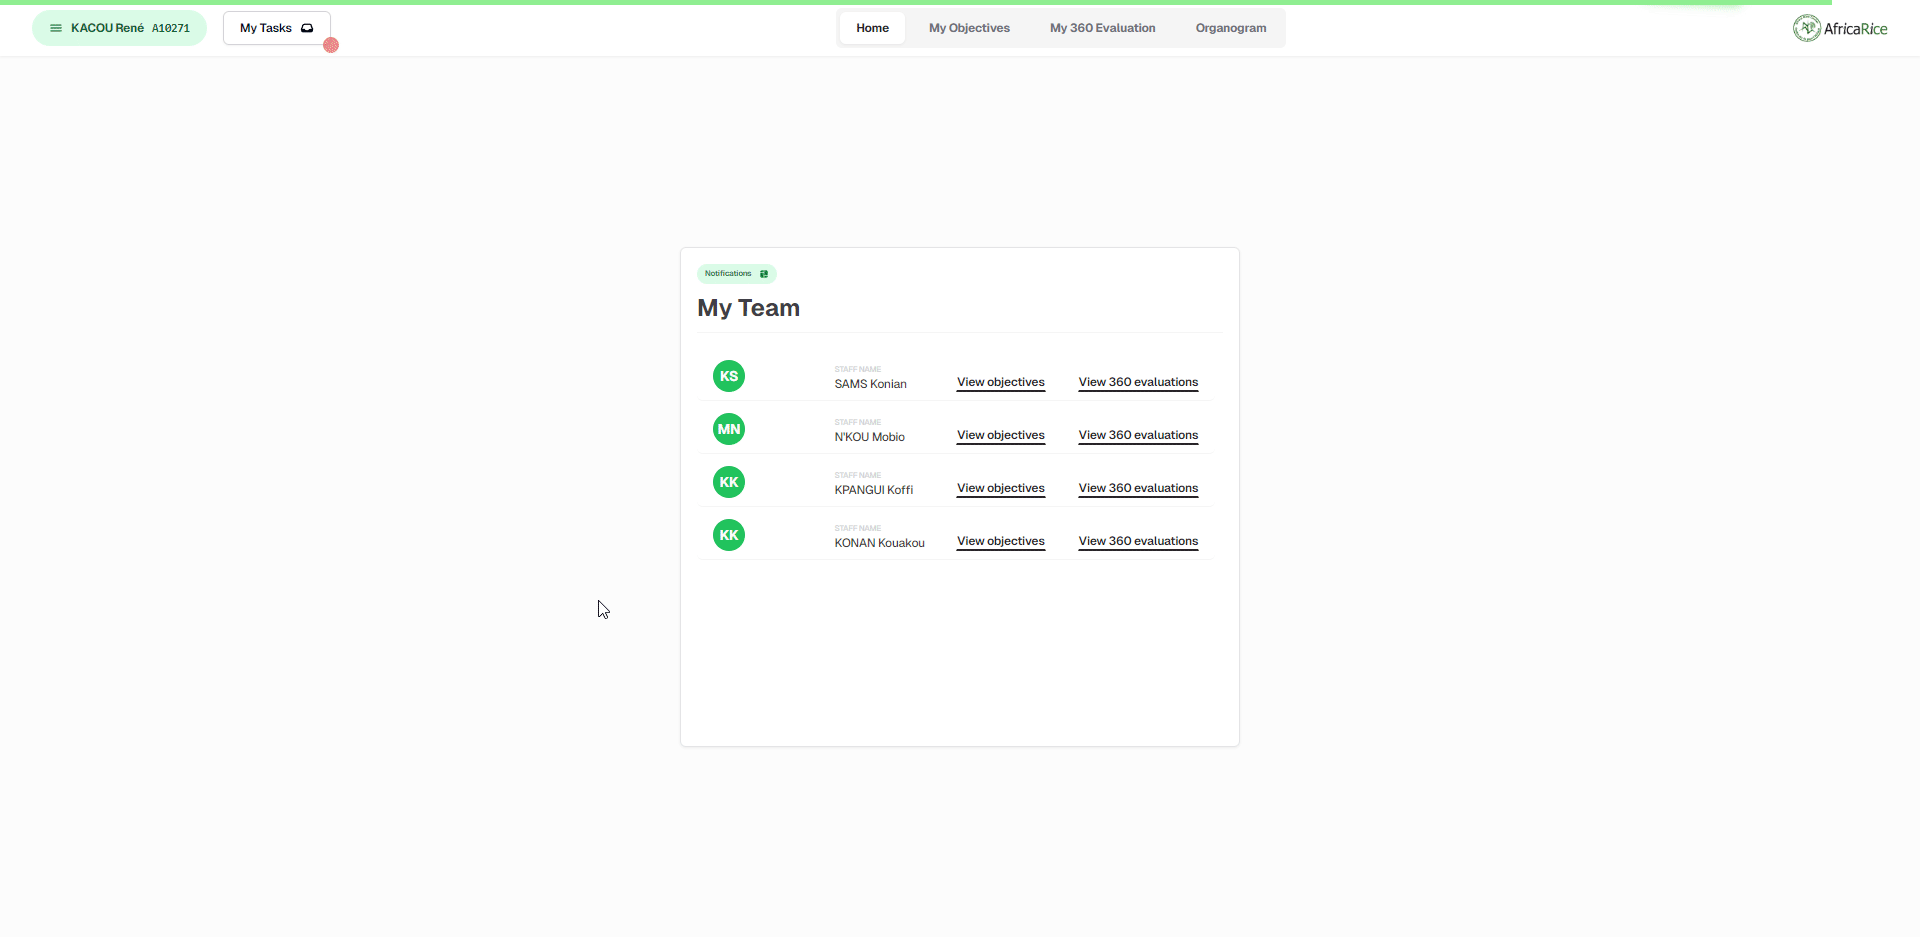 KACOU René A10271
My Tasks
Home
My Objectives
My 360 Evaluation
Organogram
AfricaRice
Notifications
My Team
KS
STAFF NAME
SAMS Konian
View objectives
View 360 evaluations
MN
STAFF NAME
N'KOU Mobio
View objectives
View 360 evaluations
KK
STAFF NAME
KPANGUI Koffi
View objectives
View 360 evaluations
KK
STAFF NAME
KONAN Kouakou
View objectives
View 360 evaluations